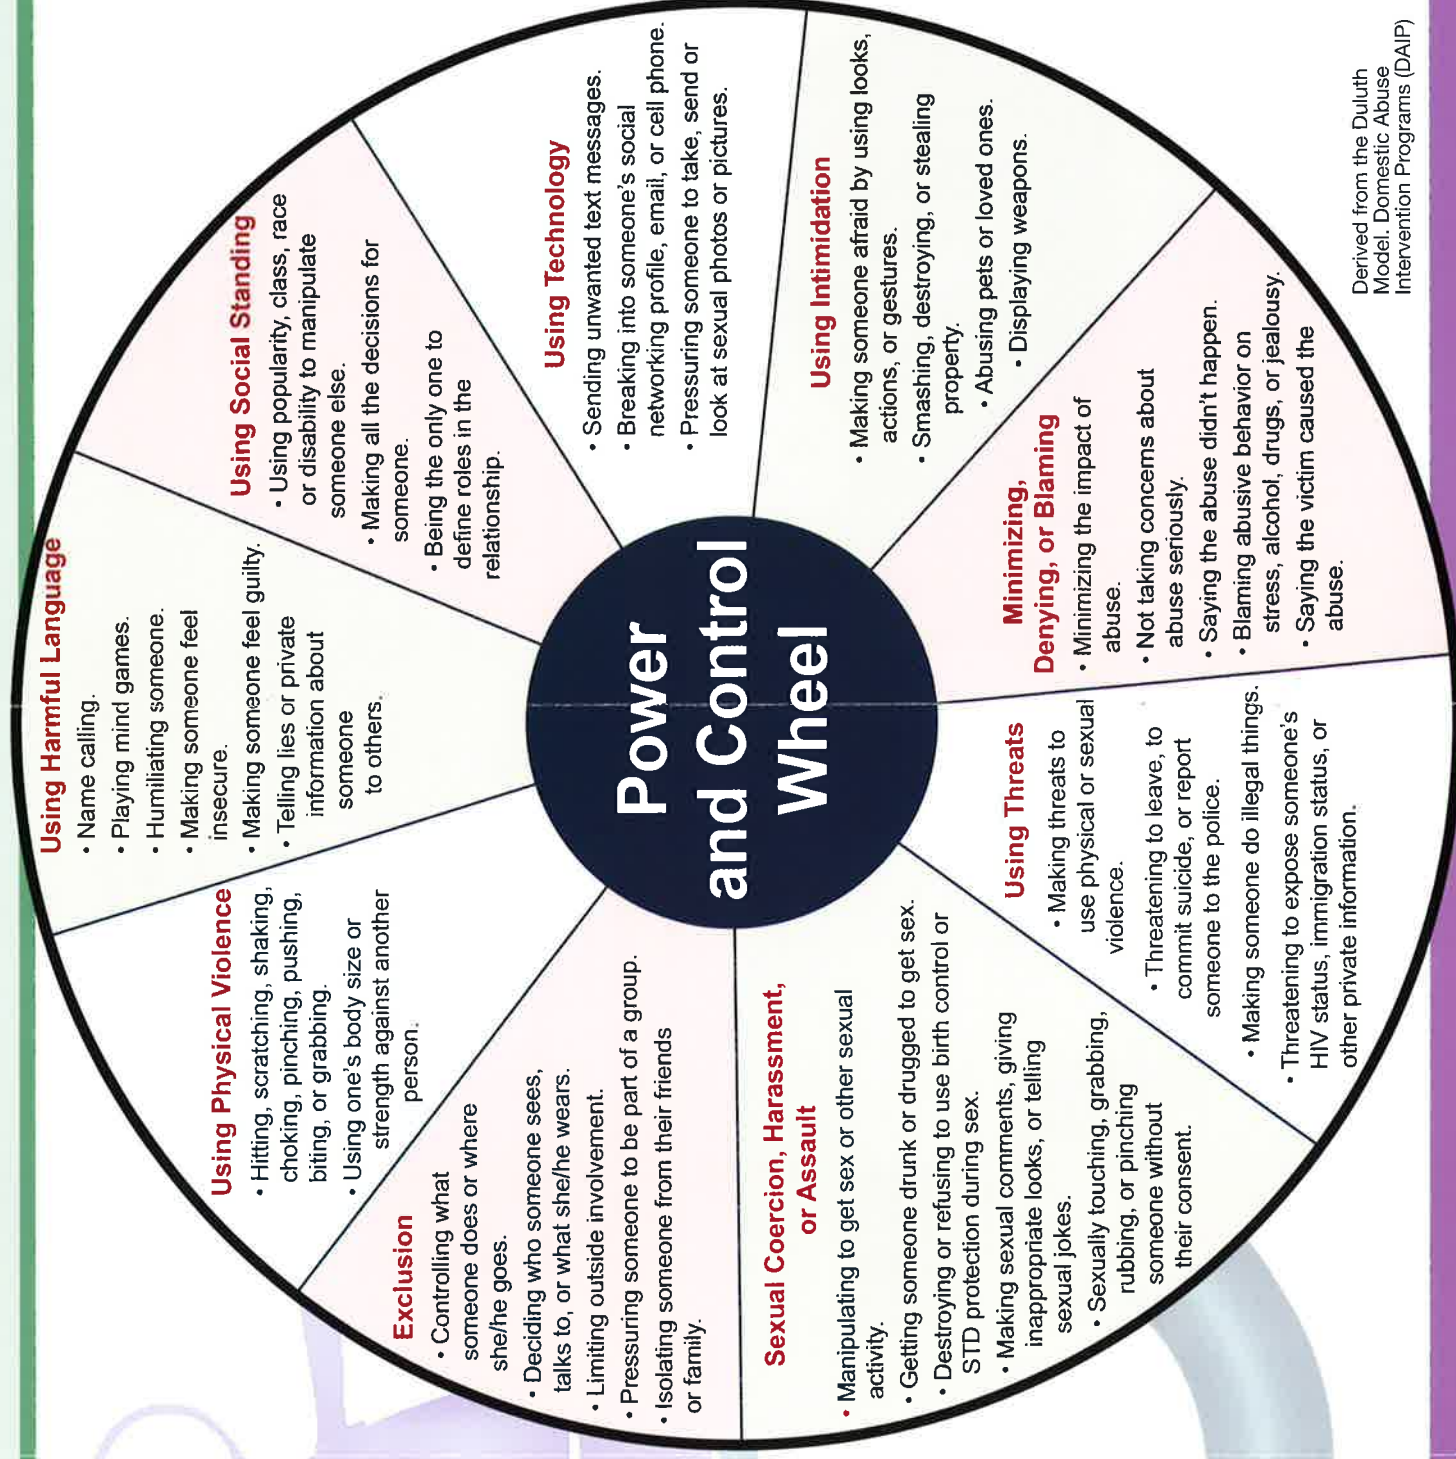 Power
and Control
Wheel
Using Harmful Language
• Name calling.
• Playing mind games.
• Humiliating someone.
• Making someone feel
insecure.
• Making someone feel guilty.
• Telling lies or private
information about
someone
to others.
Using Social Standing
• Using popularity, class, race
or disability to manipulate
someone else.
• Making all the decisions for
someone.
• Being the only one to
define roles in the
relationship.
Using Technology
• Sending unwanted text messages.
• Breaking into someone's social
networking profile, email, or cell phone.
• Pressuring someone to take, send or
look at sexual photos or pictures.
Using Intimidation
• Making someone afraid by using looks,
actions, or gestures.
• Smashing, destroying, or stealing
property.
• Abusing pets or loved ones.
• Displaying weapons.
Minimizing,
Denying, or Blaming
• Minimizing the impact of
abuse.
• Not taking concerns about
abuse seriously.
• Saying the abuse didn't happen.
• Blaming abusive behavior on
stress, alcohol, drugs, or jealousy.
• Saying the victim caused the
abuse.
Using Threats
• Making threats to
use physical or sexual
violence.
• Threatening to leave, to
commit suicide, or report
someone to the police.
• Making someone do illegal things.
• Threatening to expose someone's
HIV status, immigration status, or
other private information.
Sexual Coercion, Harassment,
or Assault
• Manipulating to get sex or other sexual
activity.
• Getting someone drunk or drugged to get sex.
• Destroying or refusing to use birth control or
STD protection during sex.
• Making sexual comments, giving
inappropriate looks, or telling
sexual jokes.
• Sexually touching, grabbing,
rubbing, or pinching
someone without
their consent.
Exclusion
• Controlling what
someone does or where
she/he goes.
• Deciding who someone sees,
talks to, or what she/he wears.
• Limiting outside involvement.
• Pressuring someone to be part of a group.
• Isolating someone from their friends
or family.
Using Physical Violence
• Hitting, scratching, shaking,
choking, pinching, pushing,
biting, or grabbing.
• Using one's body size or
strength against another
person.
Derived from the Duluth
Model. Domestic Abuse
Intervention Programs (DAIP)